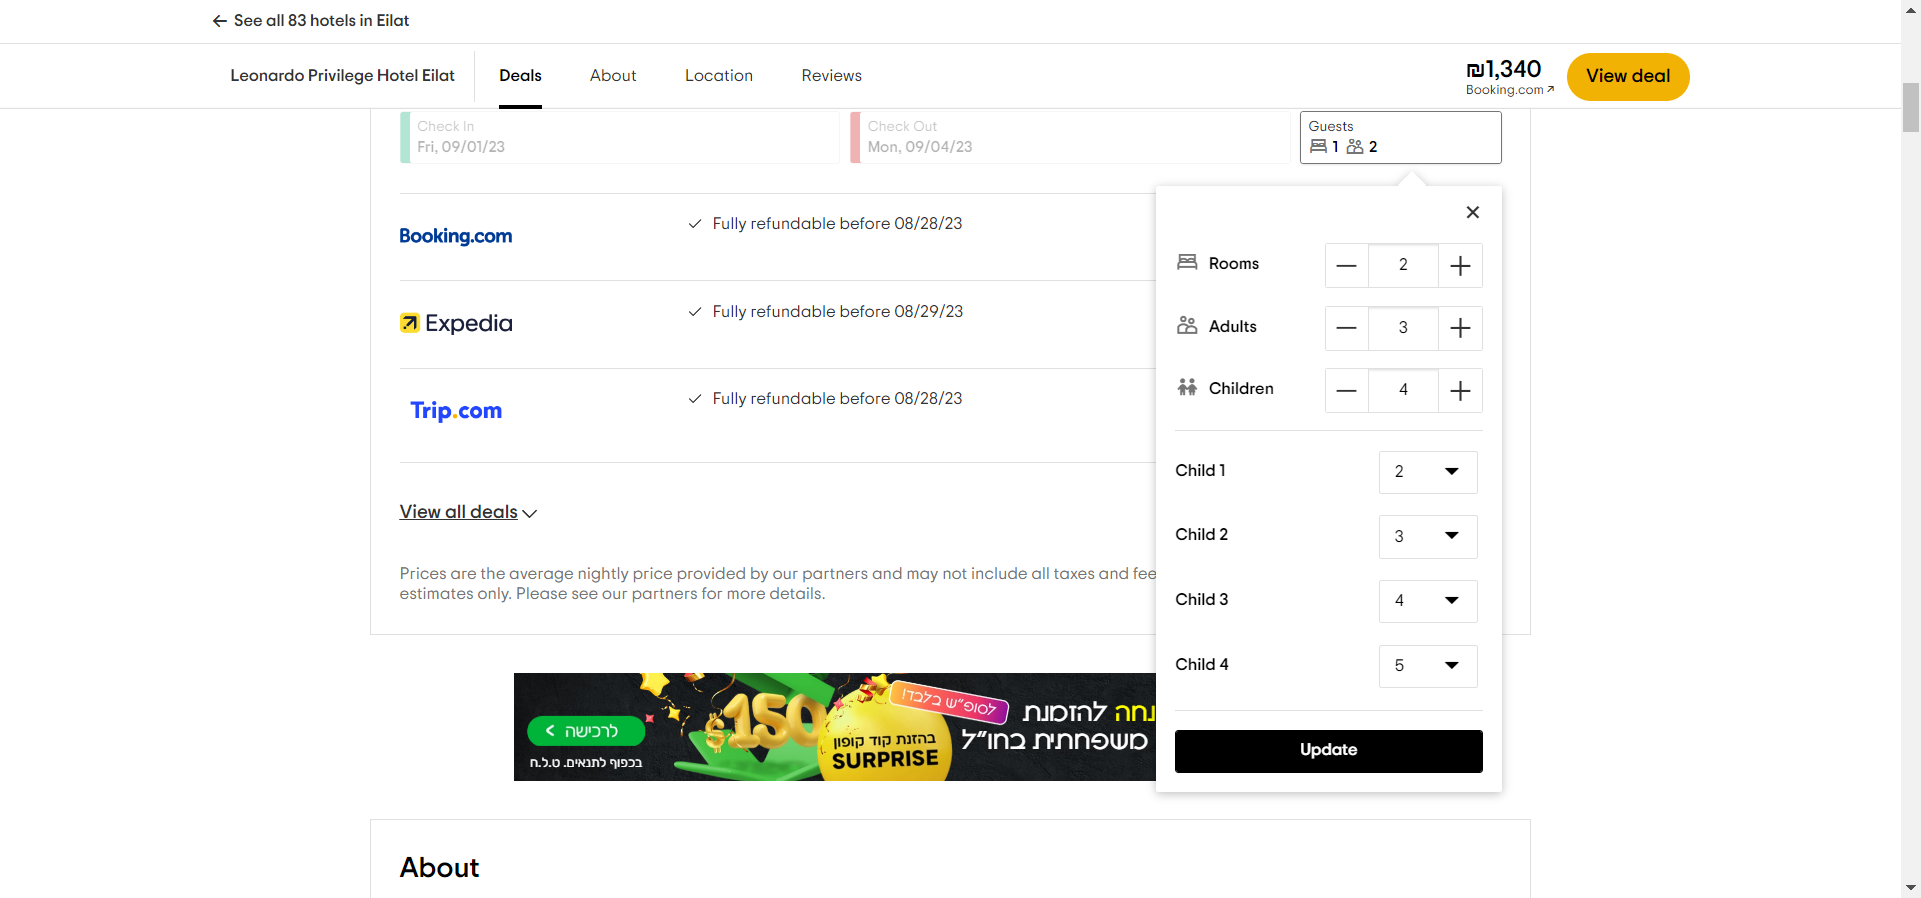 See all 83 hotels in Eilat
Leonardo Privilege Hotel Eilat
Deals
About
Location
Reviews
₪1,340
Booking.com
View deal
Check In
Fri, 09/01/23
Check Out
Mon, 09/04/23
Guests
1 2
Booking.com
Fully refundable before 08/28/23
Expedia
Fully refundable before 08/29/23
Trip.com
Fully refundable before 08/28/23
View all deals
Prices are the average nightly price provided by our partners and may not include all taxes and fee
estimates only. Please see our partners for more details.
Rooms
2
Adults
3
Children
4
Child 1
2
Child 2
3
Child 3
4
Child 4
5
Update
לסופ"ש בלבד!
נחה להזמנת
משפחתית בחו"ל
$150
בהזנת קוד קופון
SURPRISE
לרכישה
בכפוף לתנאים. ט.ל.ח
About